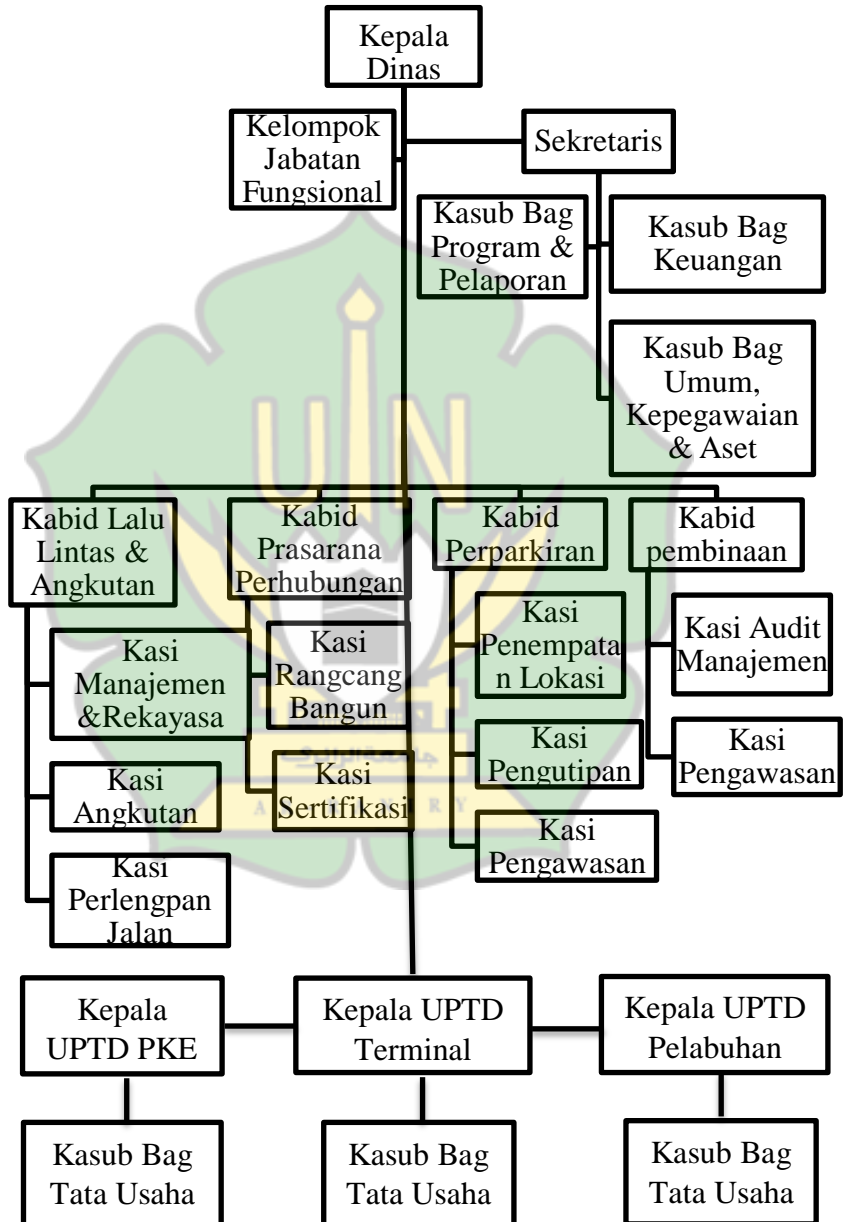 Kepala
Dinas
Kelompok
Jabatan
Fungsional
Sekretaris
Kasub Bag
Program &
Pelaporan
Kasub Bag
Keuangan
Kasub Bag
Umum,
Kepegawaian
& Aset
UIN
Kabid Lalu
Lintas &
Angkutan
Kabid
Prasarana
Perhubungan
Kabid
Perparkiran
Kabid
pembinaan
Kasi
Manajemen
&Rekayasa
Kasi
Angkutan
Kasi
Perlengpan
Jalan
Kasi
Rangcang
Bangun
Kasi
Sertifikasi
Kasi
Penempata
n Lokasi
Kasi
Pengutipan
Kasi
Pengawasan
Kasi Audit
Manajemen
Kasi
Pengawasan
جامعة الرانري
Kepala
UPTD PKE
Kepala UPTD
Terminal
Kepala UPTD
Pelabuhan
Kasub Bag
Tata Usaha
Kasub Bag
Tata Usaha
Kasub Bag
Tata Usaha